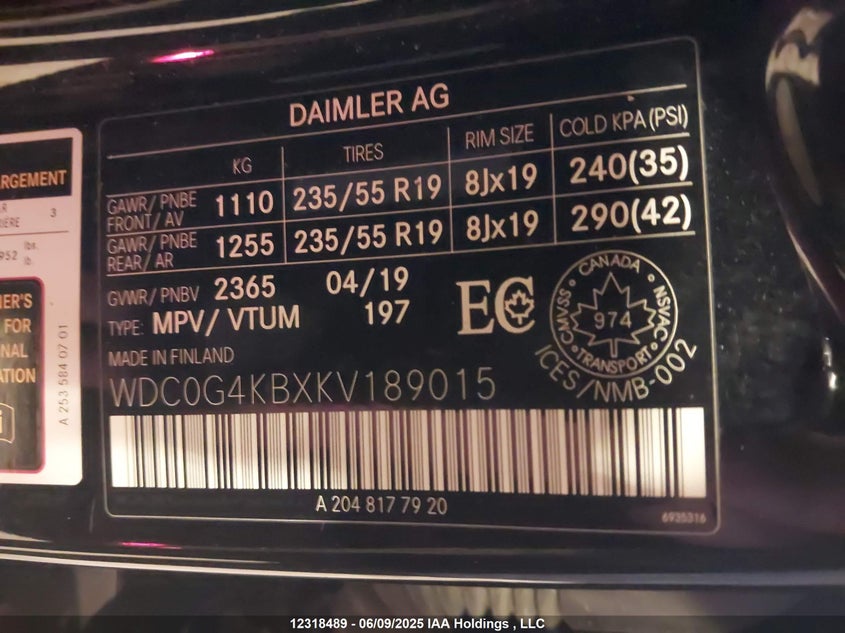 ARGEMENT
3
952 lbs.
lb.
FOR
A 253 584 07 01
DAIMLER AG
KG TIRES RIM SIZE COLD KPA (PSI)
GAWR/ PNBE
FRONT/ AV 1110 235/55 R19 8Jx19 240(35)
GAWR/ PNBE
REAR/ AR 1255 235/55 R19 8Jx19 290(42)
GVWR/ PNBV 2365 04/19
TYPE: MPV/ VTUM 197
EC
CANADA
CMVSS 974 NSVAC
TRANSPORT
ICES/NMB-002
MADE IN FINLAND
WDC0G4KBXKV189015
A 204 817 79 20
6935316
12318489 - 06/09/2025 IAA Holdings , LLC